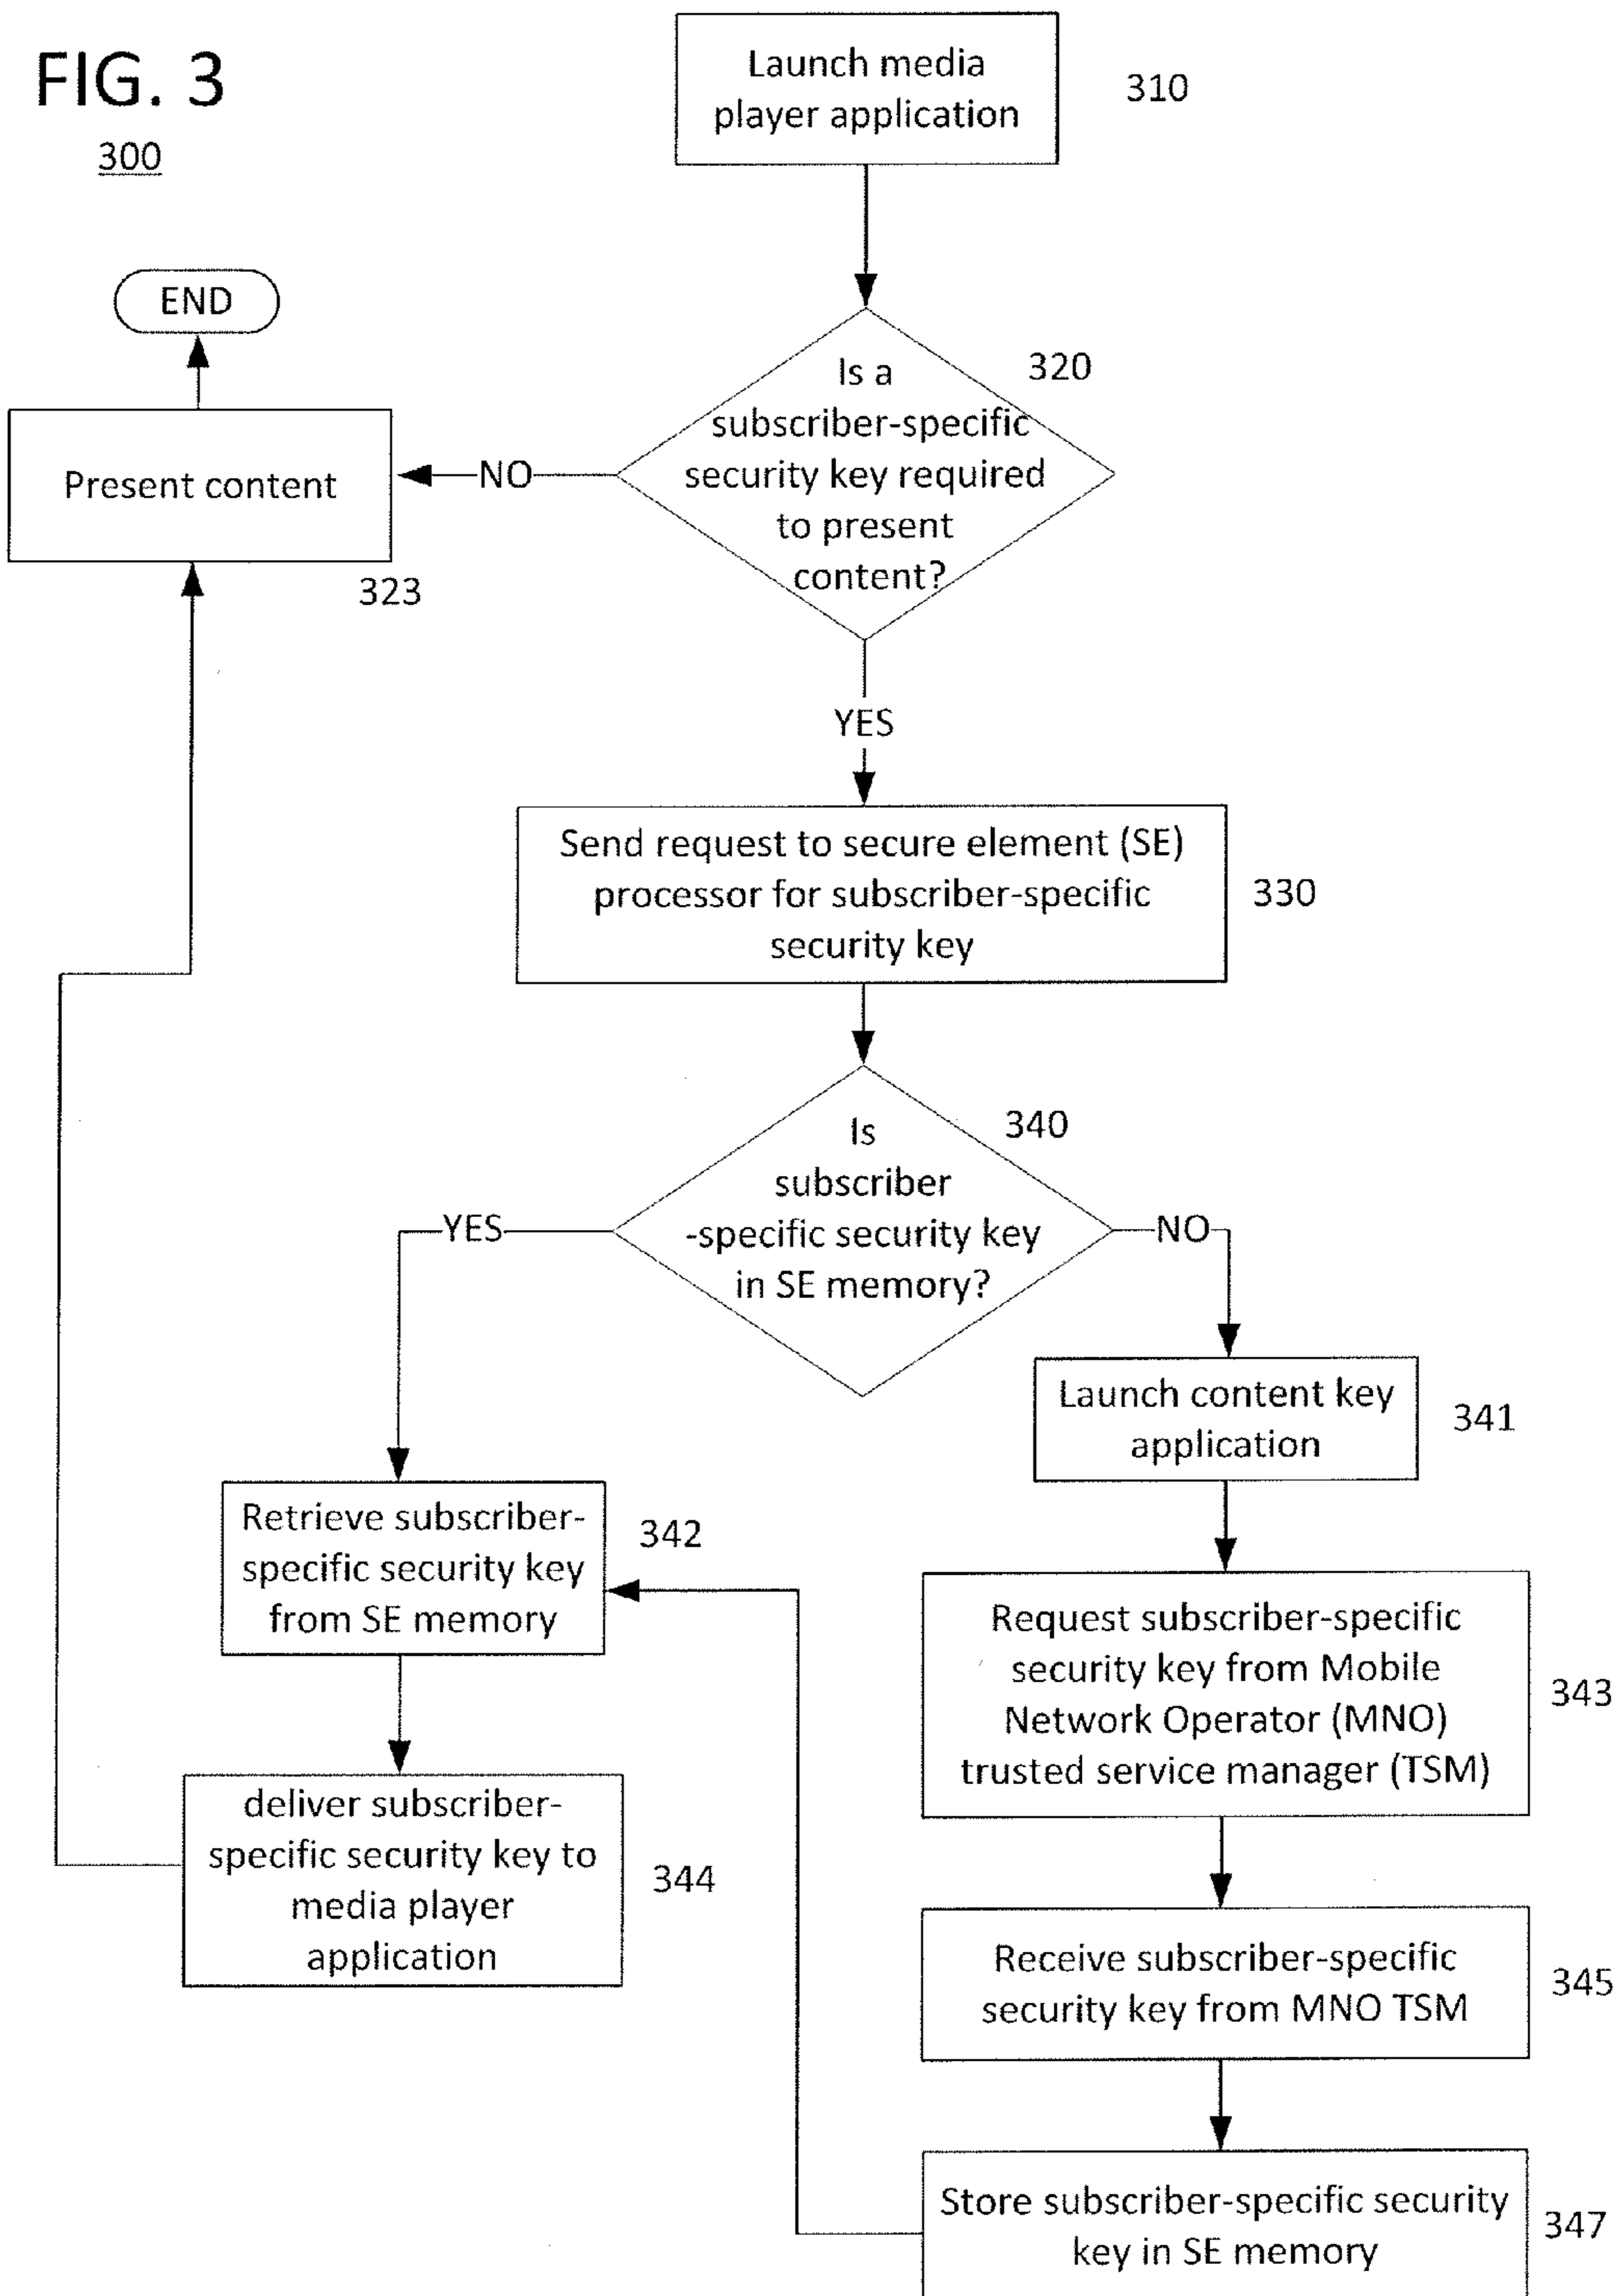 FIG. 3
300
Launch media
player application
310
END
Is a
subscriber-specific
security key required
to present
content?
320
NO
Present content
323
YES
Send request to secure element (SE)
processor for subscriber-specific
security key
330
Is
subscriber
-specific security key
in SE memory?
340
YES
NO
Launch content key
application
341
Retrieve subscriber-
specific security key
from SE memory
342
Request subscriber-specific
security key from Mobile
Network Operator (MNO)
trusted service manager (TSM)
343
deliver subscriber-
specific security key to
media player
application
344
Receive subscriber-specific
security key from MNO TSM
345
Store subscriber-specific security
key in SE memory
347